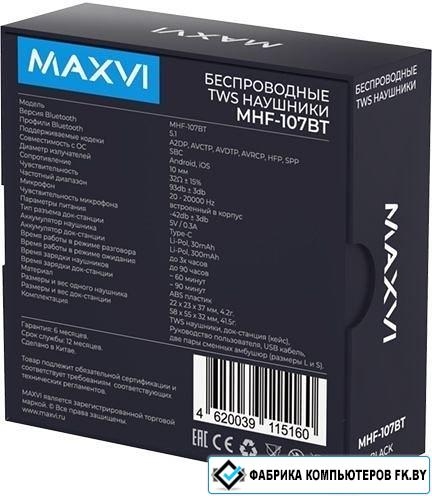 MAXVI
БЕСПРОВОДНЫЕ
TWS НАУШНИКИ
MHF-107BT
Модель MHF-107BT
Версия Bluetooth 5.1
Профили Bluetooth A2DP, AVCTP, AVDTP, AVRCP, HFP, SPP
Поддерживаемые кодеки SBC
Совместимость с ОС Android, iOS
Диаметр излучателей 10 мм
Сопротивление 32Ω ± 15%
Чувствительность 93db ± 3db
Частотный диапазон 20 - 20000 Hz
Микрофон встроенный в корпус
Чувствительность микрофона -42db ± 3db
Параметры питания 5V / 0.3A
Тип разъема док-станции Type-C
Аккумулятор наушника Li-Pol, 30mAh
Аккумулятор док-станции Li-Pol, 300mAh
Время работы в режиме разговора до 3х часов
Время работы в режиме ожидания до 90 часов
Время зарядки наушников ~ 60 минут
Время зарядки док-станции ~ 90 минут
Материал ABS пластик
Размеры и вес одного наушника 22 x 23 x 37 мм, 4.2г.
Размеры и вес док-станции 58 x 55 x 32 мм, 41.5г.
Комплектация TWS наушники, док-станция (кейс),
Руководство пользователя, USB кабель,
две пары сменных амбушюр (размеры L и S).
Гарантия: 6 месяцев.
Срок службы: 12 месяцев.
Сделано в Китае.
Товар подлежит обязательной сертификации и
соответствует требованиям соответствующих
технических регламентов.
MAXVI является зарегистрированной торговой
маркой. © Все права защищены.
www.maxvi.ru
4 620039 115160
EAC
MAXVI
MHF-107BT
BLACK
ФАБРИКА КОМПЬЮТЕРОВ FK.BY